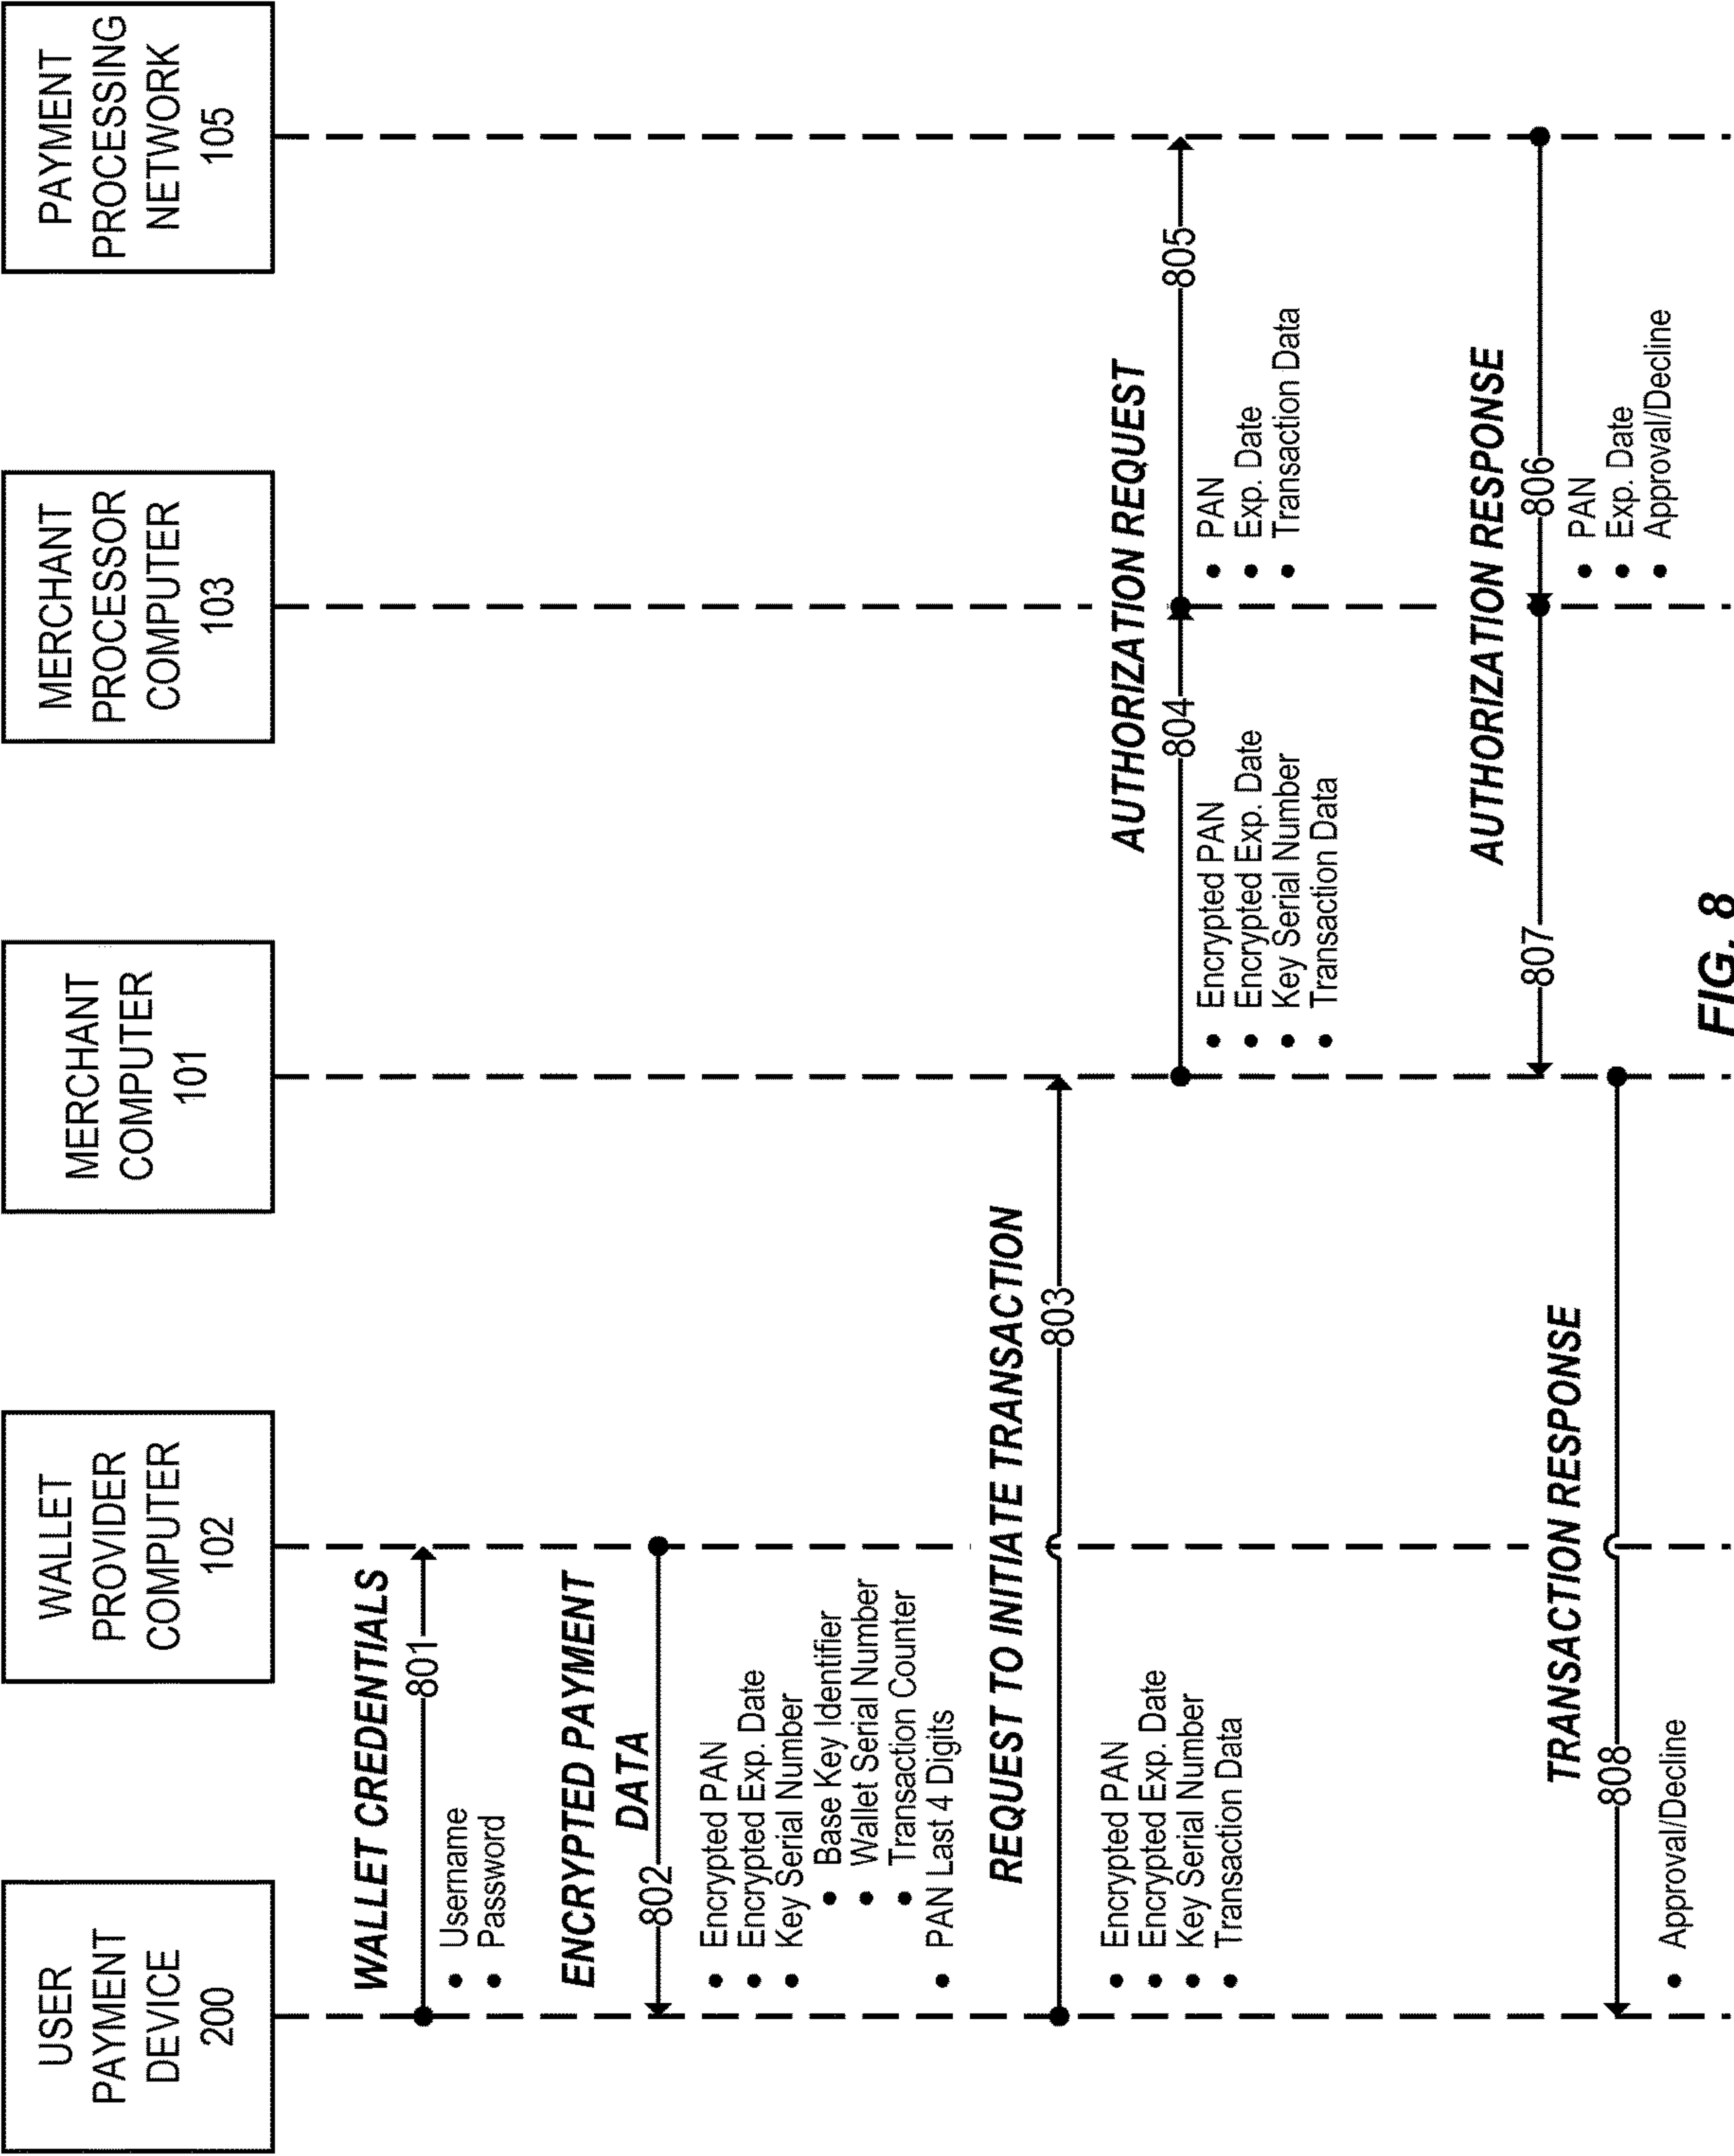 USER
PAYMENT
DEVICE
200
WALLET
PROVIDER
COMPUTER
102
MERCHANT
COMPUTER
101
MERCHANT
PROCESSOR
COMPUTER
103
PAYMENT
PROCESSING
NETWORK
105
WALLET CREDENTIALS
801
• Username
• Password
ENCRYPTED PAYMENT
DATA
802
• Encrypted PAN
• Encrypted Exp. Date
• Key Serial Number
• Base Key Identifier
• Wallet Serial Number
• Transaction Counter
• PAN Last 4 Digits
REQUEST TO INITIATE TRANSACTION
803
• Encrypted PAN
• Encrypted Exp. Date
• Key Serial Number
• Transaction Data
AUTHORIZATION REQUEST
804
805
• Encrypted PAN
• Encrypted Exp. Date
• Key Serial Number
• Transaction Data
• PAN
• Exp. Date
• Transaction Data
AUTHORIZATION RESPONSE
807
806
• PAN
• Exp. Date
• Approval/Decline
TRANSACTION RESPONSE
808
• Approval/Decline
FIG. 8